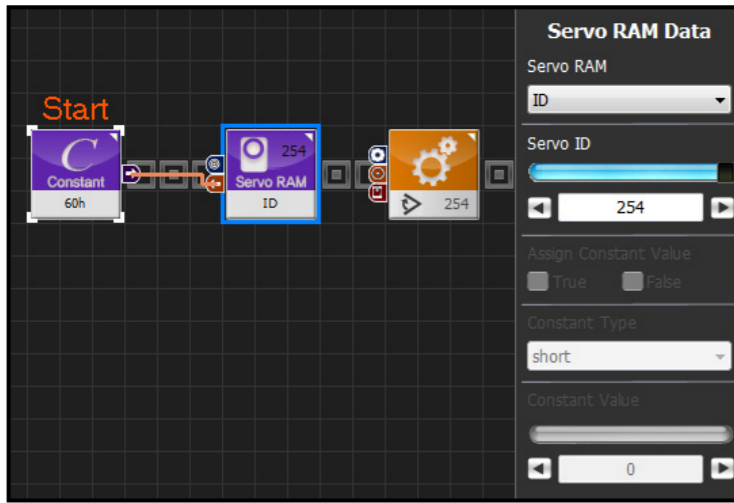 Start
C
Constant
60h
254
Servo RAM
ID
254
Servo RAM Data
Servo RAM
ID
Servo ID
254
Assign Constant Value
True False
Constant Type
short
Constant Value
0